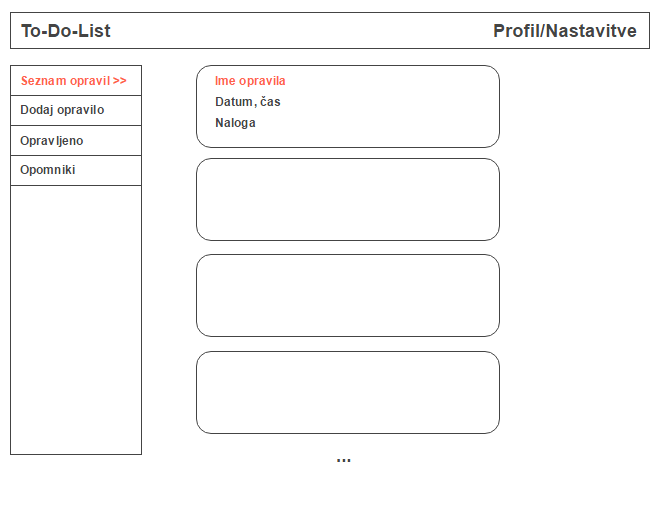 To-Do-List
Profil/Nastavitve
Seznam opravil >>
Dodaj opravilo
Opravljeno
Opomniki
Ime opravila
Datum, čas
Naloga
...